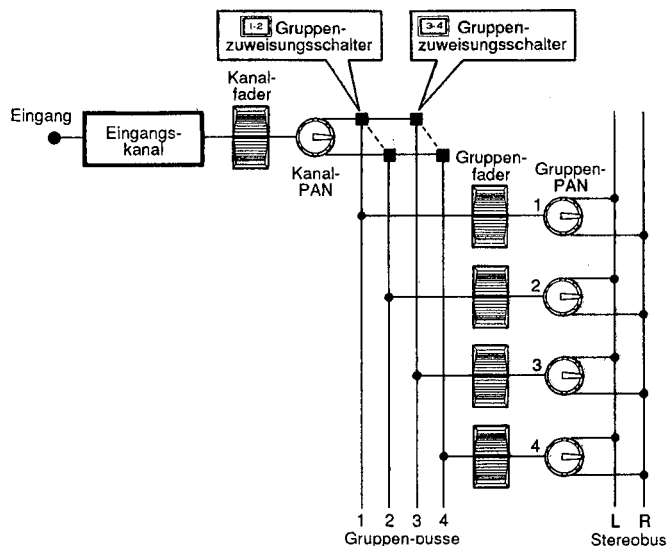 1-2 Gruppen-
zuweisungsschalter
3-4 Gruppen-
zuweisungsschalter
Kanal-
fader
Eingang
Eingangs-
kanal
Kanal-
PAN
Gruppen-
fader
Gruppen-
PAN
1
2
3
4
1 2 3 4
Gruppen-busse
L R
Stereobus